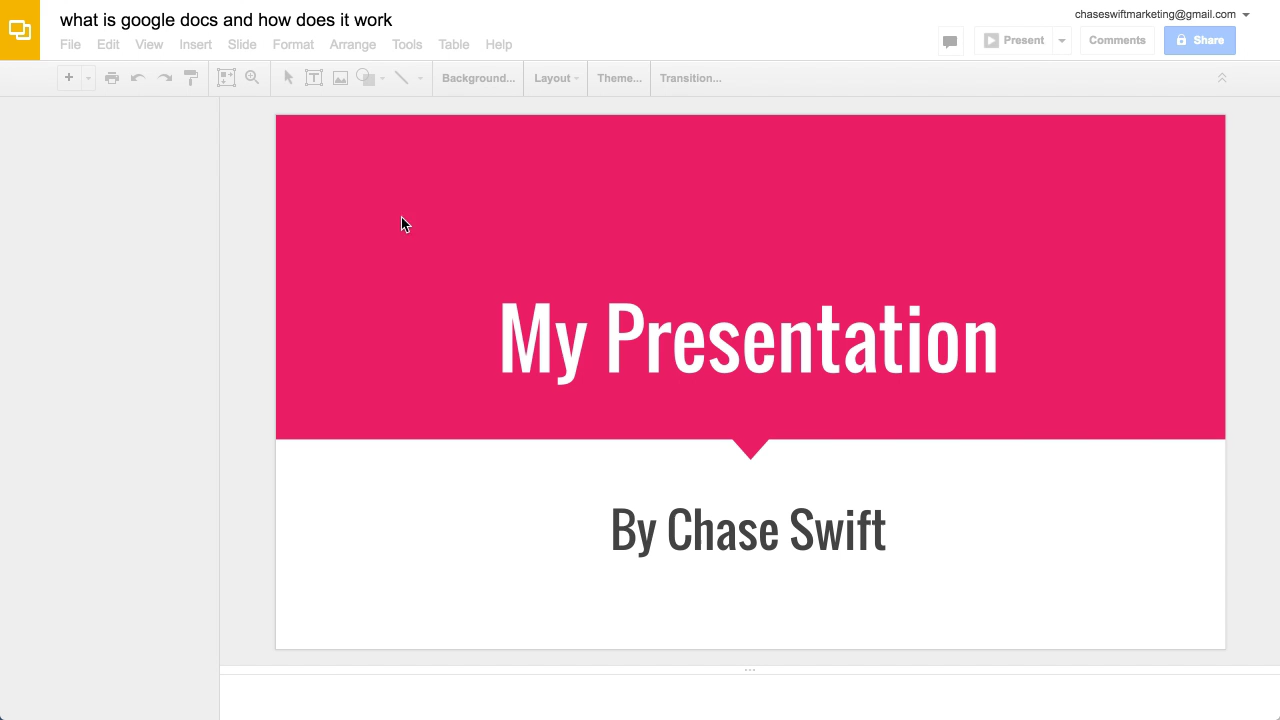 what is google docs and how does it work
chaseswiftmarketing@gmail.com
File Edit View Insert Slide Format Arrange Tools Table Help
Present Comments Share
Background... Layout Theme... Transition...
My Presentation
By Chase Swift